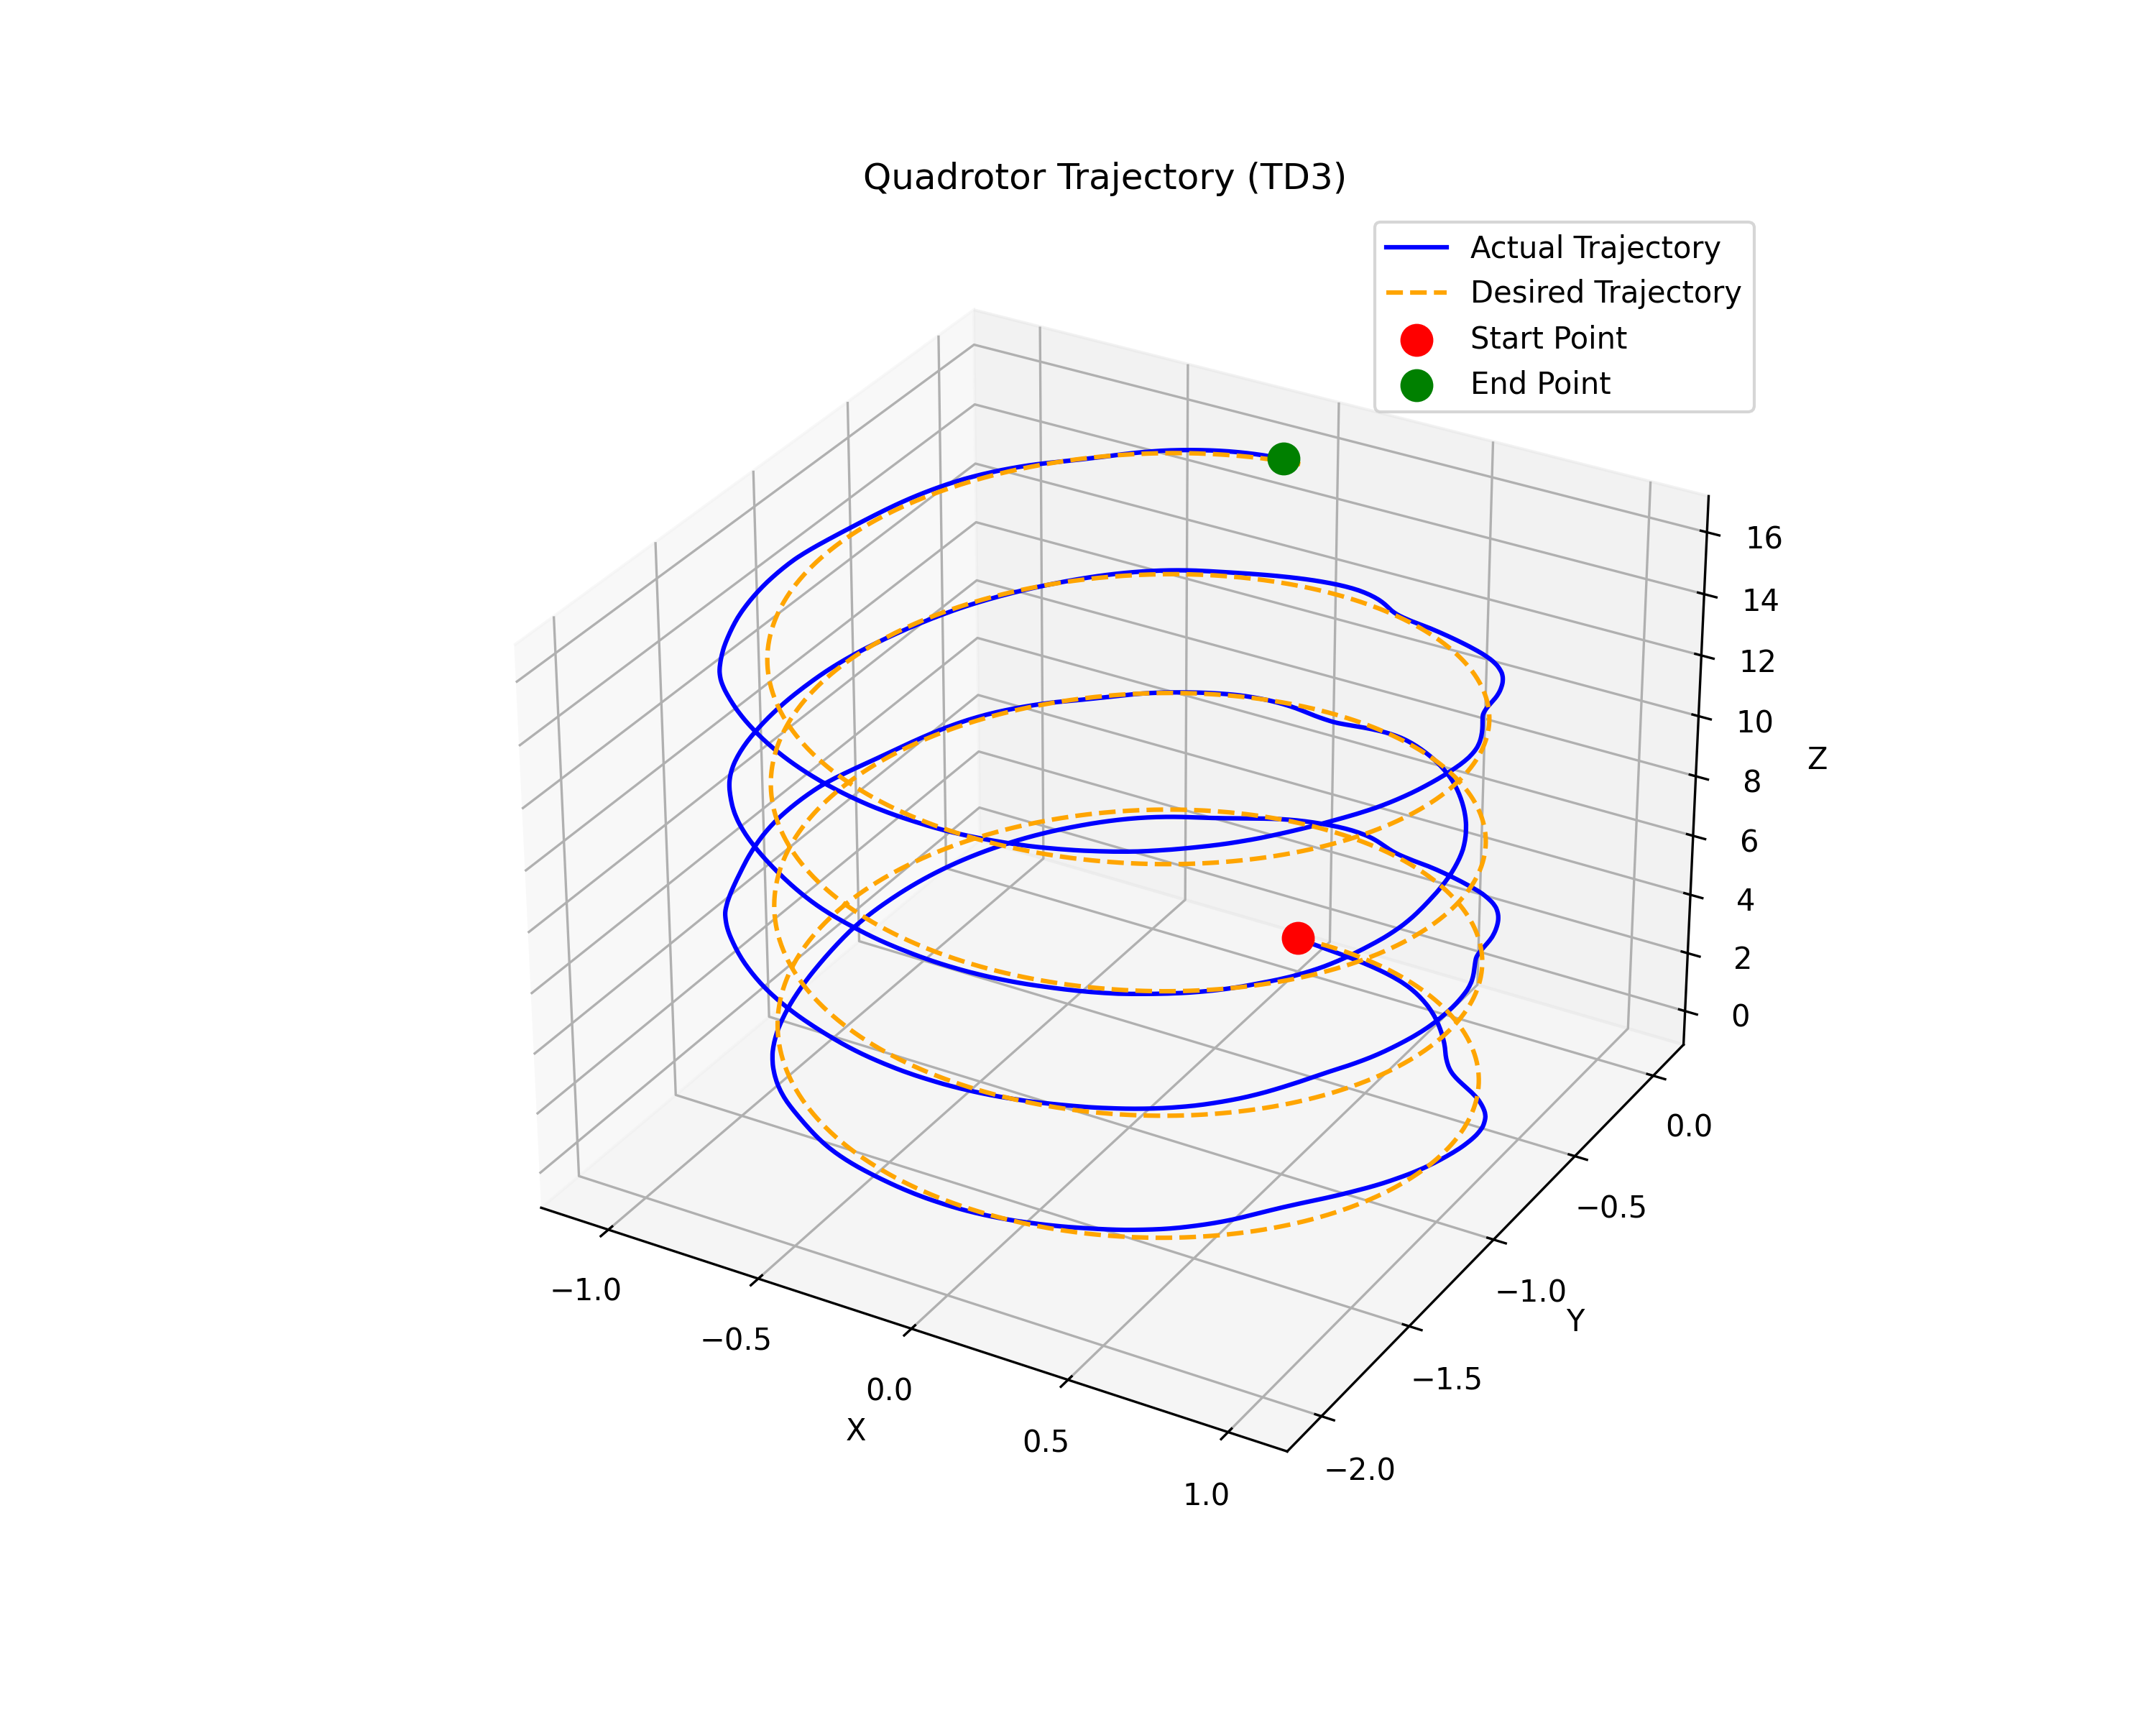 Quadrotor Trajectory (TD3)
Actual Trajectory
Desired Trajectory
Start Point
End Point
16
14
12
10
8
6
4
2
0
Z
0.0
−0.5
−1.0
−1.5
−2.0
Y
−1.0
−0.5
0.0
0.5
1.0
X